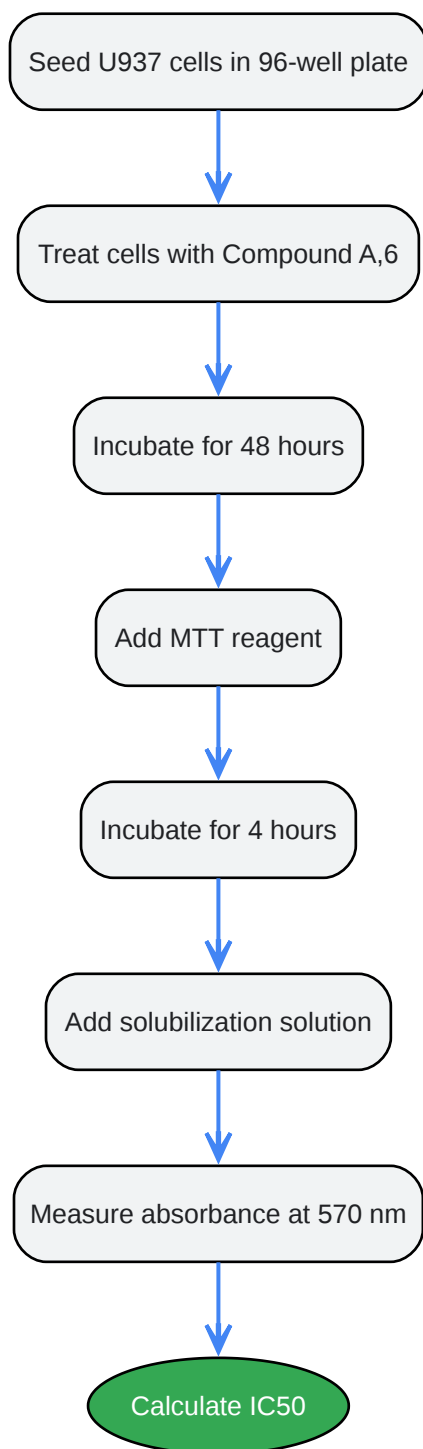 Seed U937 cells in 96-well plate
Treat cells with Compound A,6
Incubate for 48 hours
Add MTT reagent
Incubate for 4 hours
Add solubilization solution
Measure absorbance at 570 nm
Calculate IC50